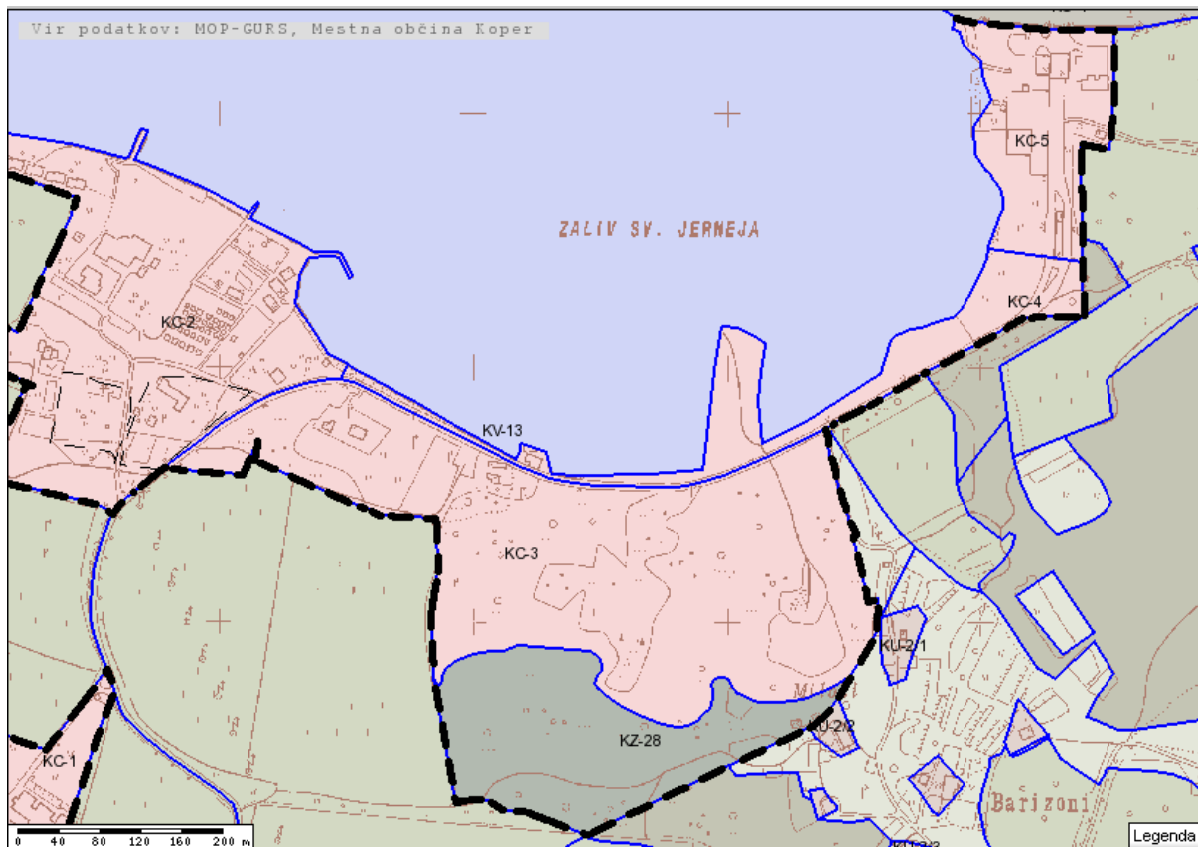 Vir podatkov: MOP-GURS, Mestna občina Koper
KC-5
ZALIV SV. JERNEJA
KC-4
KC-2
KV-13
KC-3
KU-2/1
KU-2/2
KZ-28
KC-1
Barizoni
0 40 80 120 160 200 m
Legenda